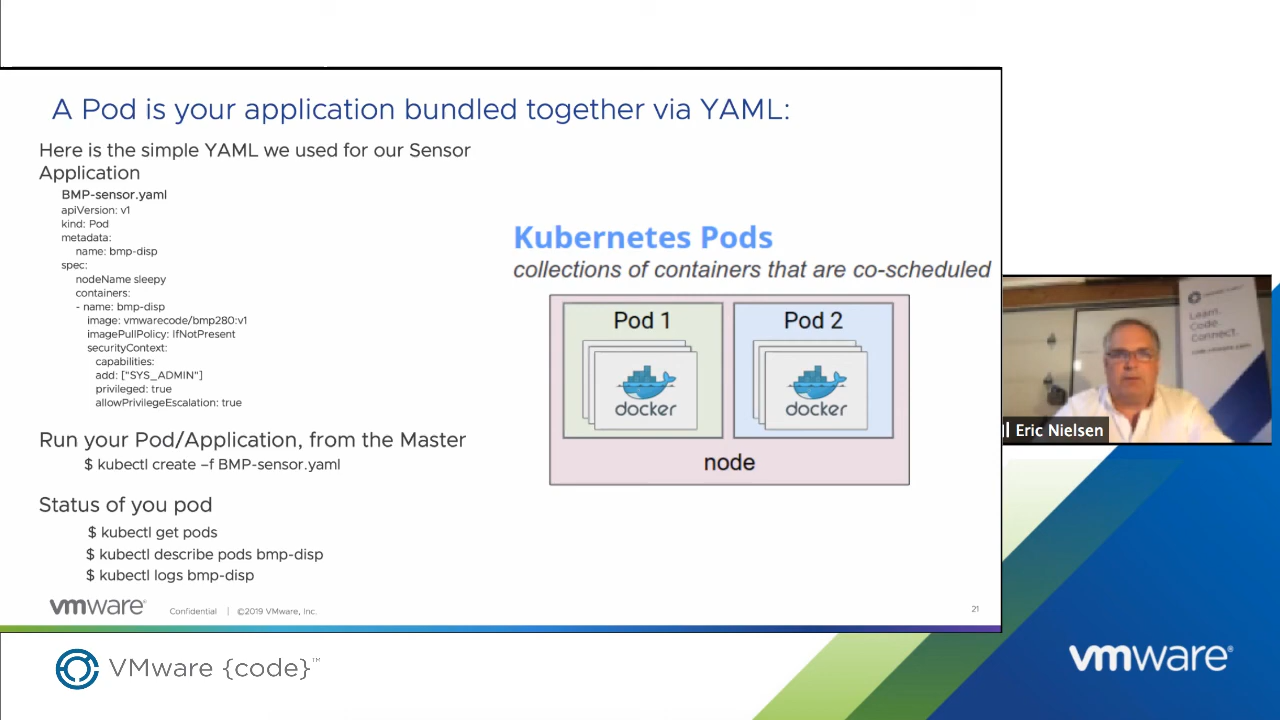 A Pod is your application bundled together via YAML:
Here is the simple YAML we used for our Sensor
Application
BMP-sensor.yaml
apiVersion: v1
kind: Pod
metadata:
name: bmp-disp
spec:
nodeName sleepy
containers:
- name: bmp-disp
image: vmwarecode/bmp280:v1
imagePullPolicy: IfNotPresent
securityContext:
capabilities:
add: ["SYS_ADMIN"]
privileged: true
allowPrivilegeEscalation: true
Run your Pod/Application, from the Master
$ kubectl create –f BMP-sensor.yaml
Status of you pod
$ kubectl get pods
$ kubectl describe pods bmp-disp
$ kubectl logs bmp-disp
Kubernetes Pods
collections of containers that are co-scheduled
Pod 1
Pod 2
docker
docker
node
vmware®
Confidential | ©2019 VMware, Inc.
21
Learn.
Code.
Connect.
Eric Nielsen
VMware {code}™
vmware®